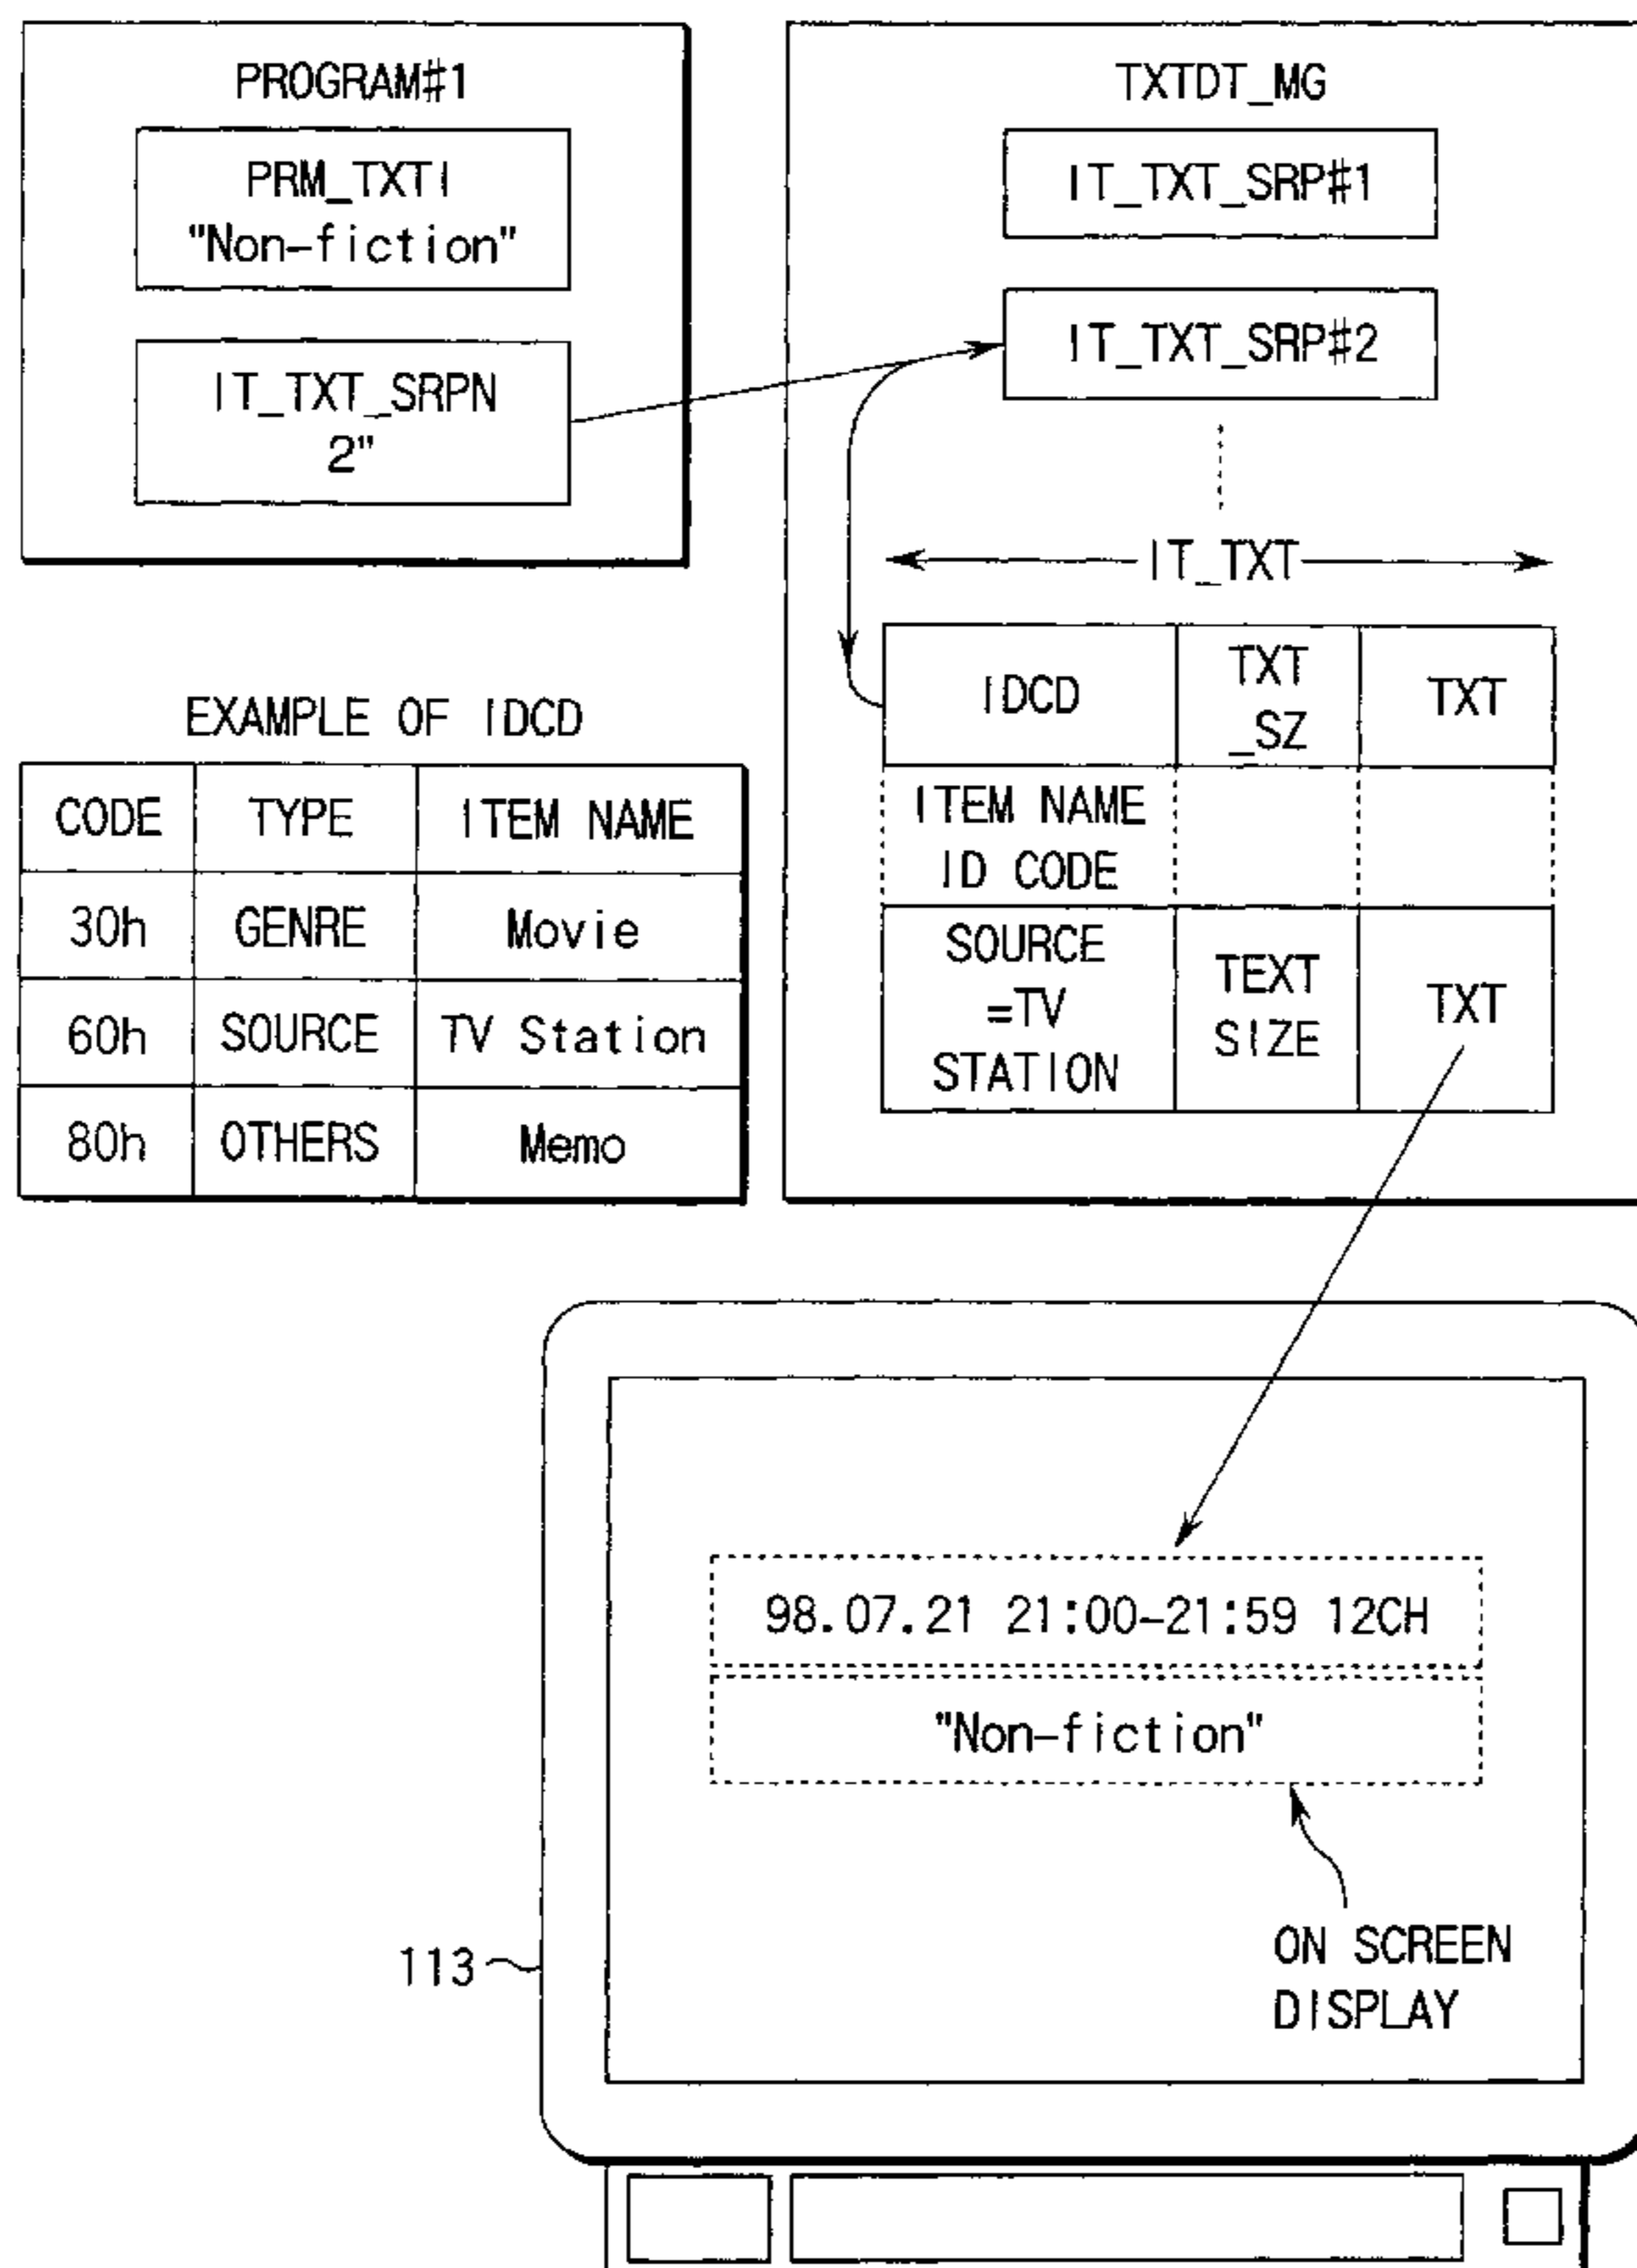 PROGRAM#1
PRM_TXTI
"Non-fiction"
IT_TXT_SRPN
2"
TXTDT_MG
IT_TXT_SRP#1
IT_TXT_SRP#2
IT_TXT
IDCD
TXT
_SZ
TXT
ITEM NAME
ID CODE
SOURCE
=TV
STATION
TEXT
SIZE
TXT
EXAMPLE OF IDCD
CODE TYPE ITEM NAME
30h GENRE Movie
60h SOURCE TV Station
80h OTHERS Memo
98.07.21 21:00-21:59 12CH
"Non-fiction"
ON SCREEN
DISPLAY
113